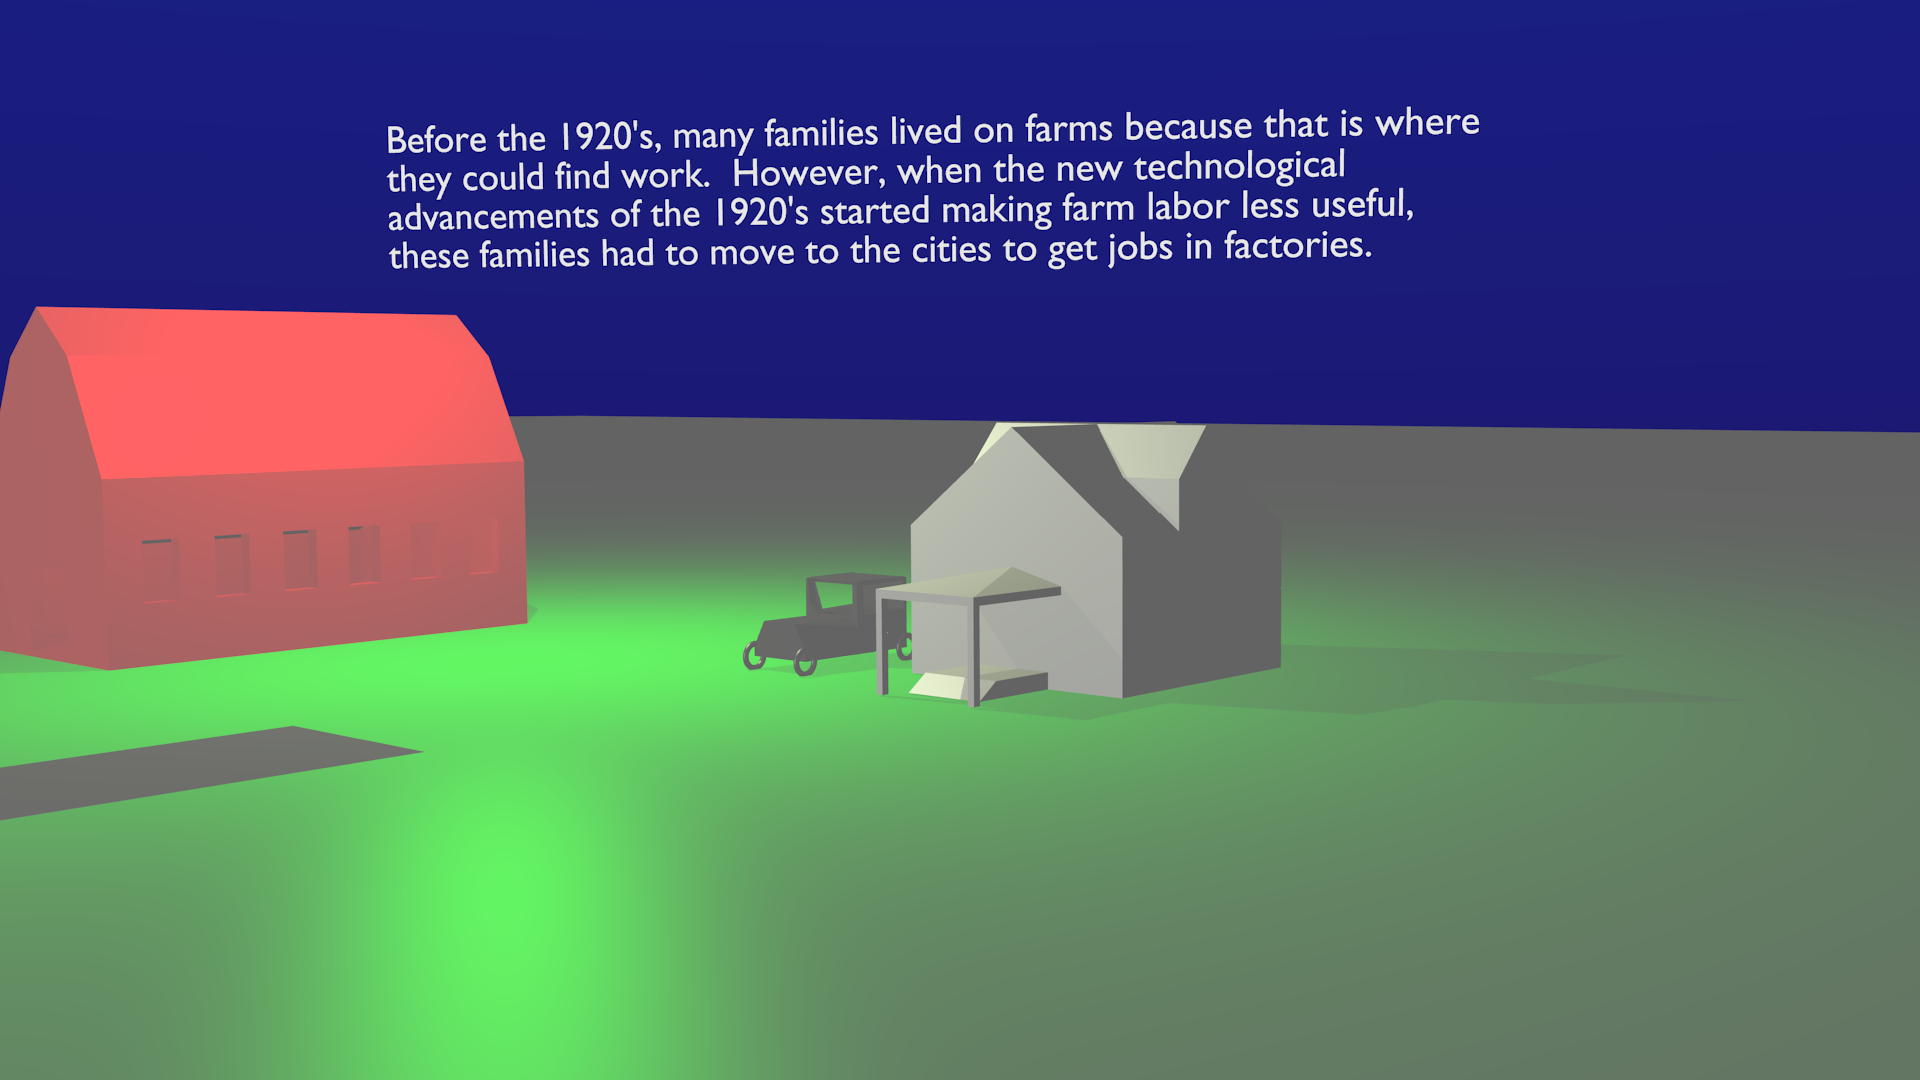 Before the 1920's, many families lived on farms because that is where
they could find work.  However, when the new technological
advancements of the 1920's started making farm labor less useful,
these families had to move to the cities to get jobs in factories.